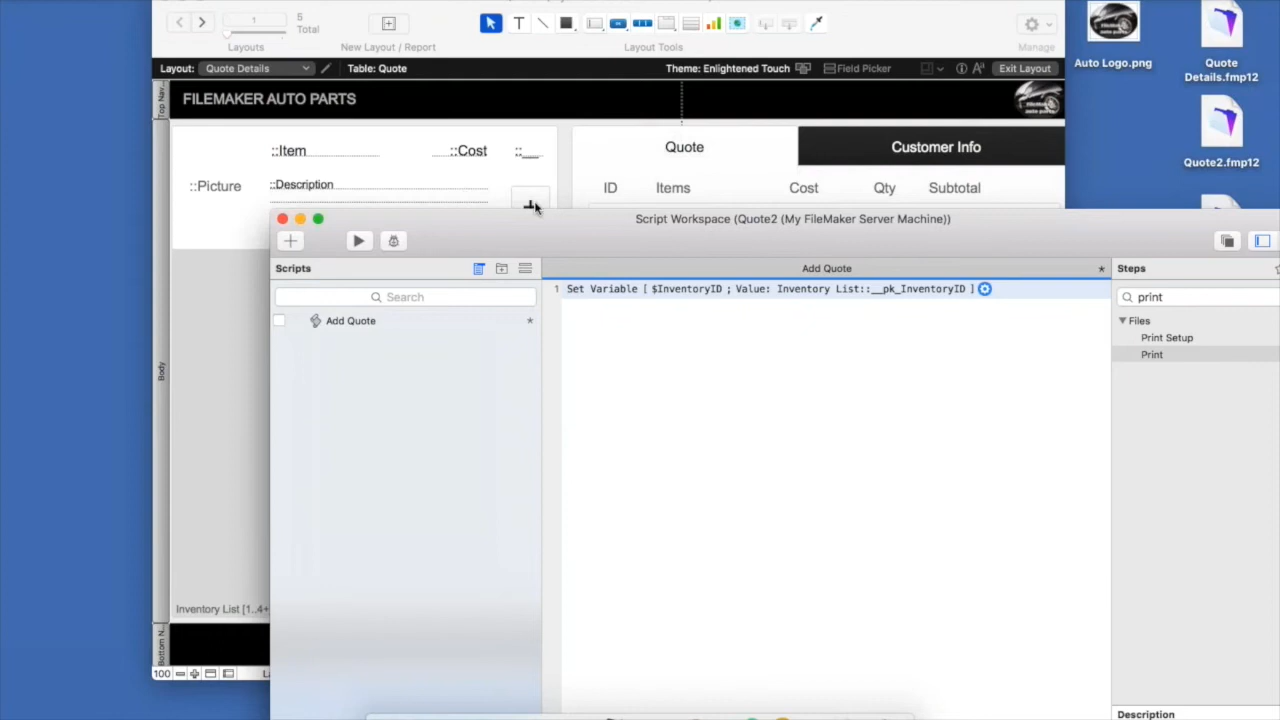 1
5
Total
Layouts
New Layout / Report
Layout Tools
Manage
Layout: Quote Details
Table: Quote
Theme: Enlightened Touch
Field Picker
Exit Layout
Top Nav
FILEMAKER AUTO PARTS
::Item
::Cost
::__
::Picture
::Description
+
Quote
Customer Info
ID
Items
Cost
Qty
Subtotal
Body
Inventory List [1..4+
Bottom N...
100
Auto Logo.png
Quote
Details.fmp12
Quote2.fmp12
Script Workspace (Quote2 (My FileMaker Server Machine))
Scripts
Search
Add Quote
*
Add Quote
*
1 Set Variable [ $InventoryID ; Value: Inventory List::__pk_InventoryID ]
Steps
print
Files
Print Setup
Print
Description